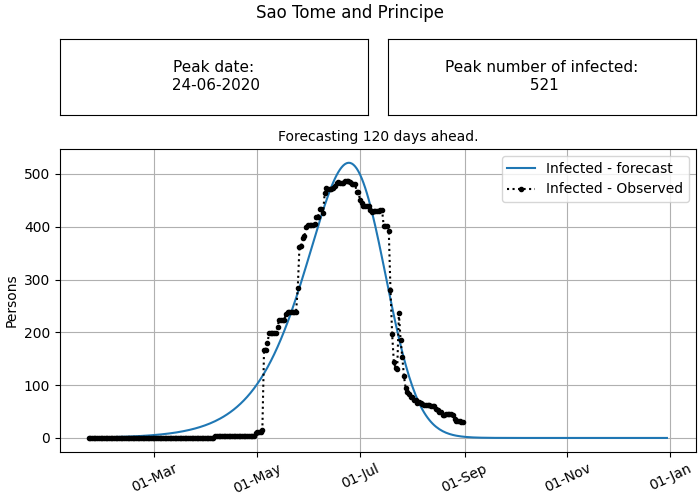 Sao Tome and Principe
Peak date:
24-06-2020
Peak number of infected:
521
Forecasting 120 days ahead.
Infected - forecast
Infected - Observed
500
400
300
200
100
0
Persons
01-Mar
01-May
01-Jul
01-Sep
01-Nov
01-Jan